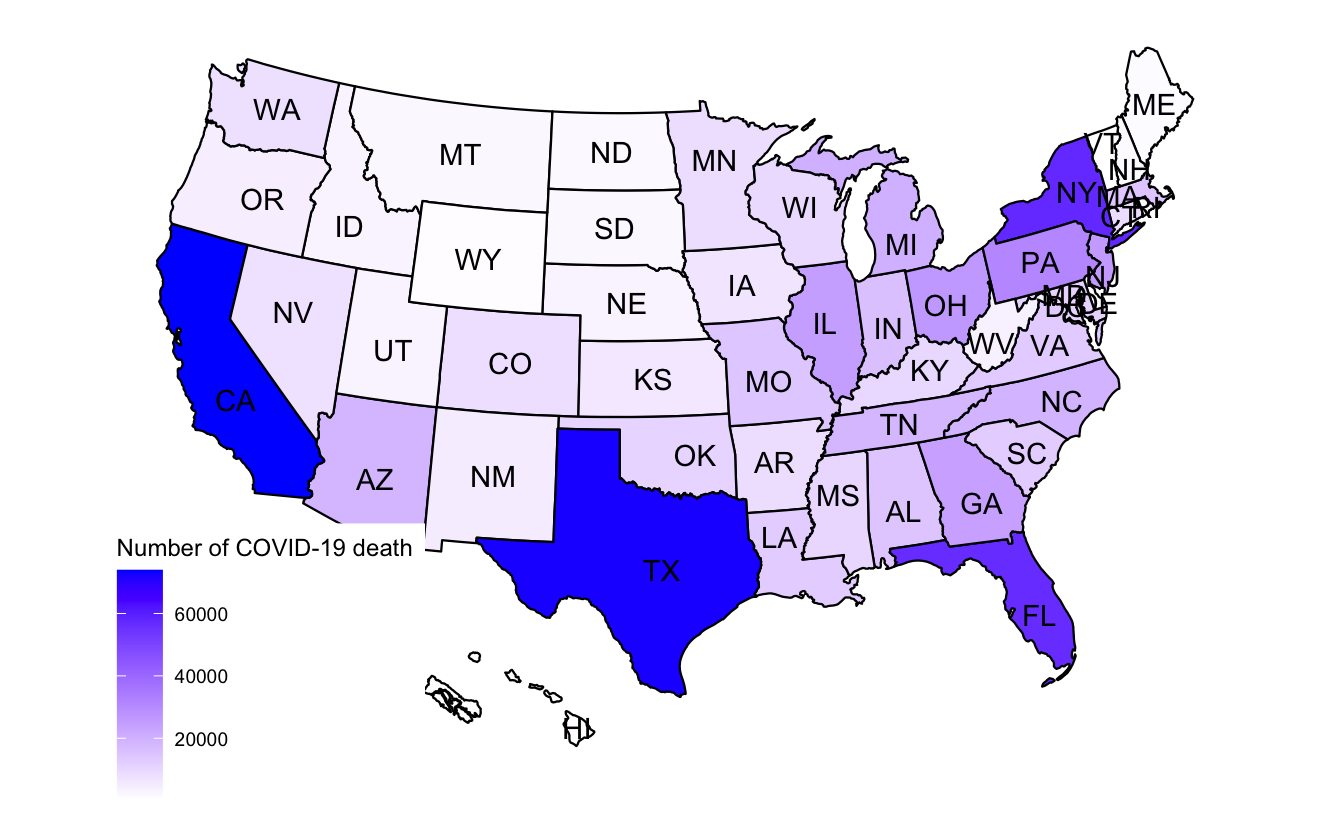 ME
WA
VT
MT
ND
MN
NH
NY
MA
RI
CT
OR
ID
SD
WI
MI
WY
PA
NJ
IA
NE
MD
DE
DC
NV
OH
IL
IN
WV
VA
UT
CO
KY
KS
MO
CA
NC
TN
OK
AR
SC
AZ
NM
MS
GA
AL
LA
Number of COVID-19 death
TX
60000
FL
40000
20000
HI